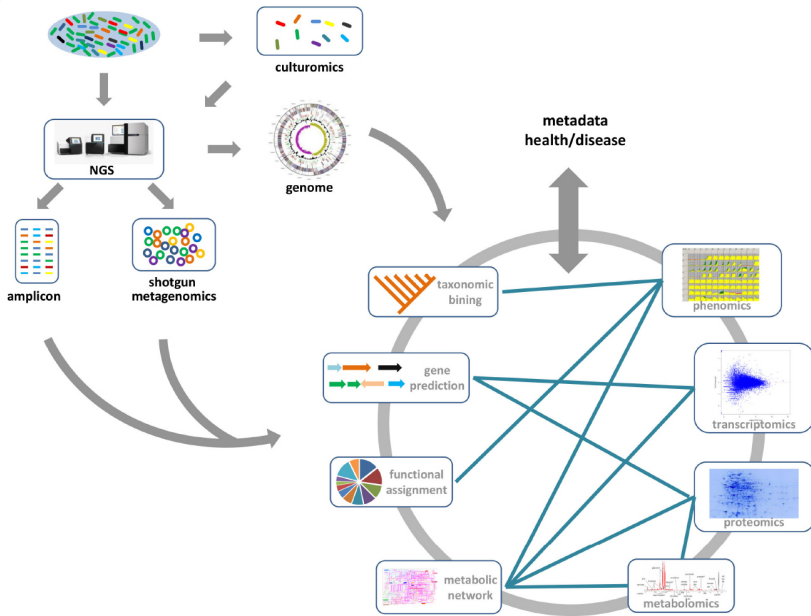 culturomics
NGS
genome
metadata
health/disease
amplicon
shotgun
metagenomics
taxonomic
bining
phenomics
gene
prediction
transcriptomics
functional
assignment
proteomics
metabolic
network
metabolomics